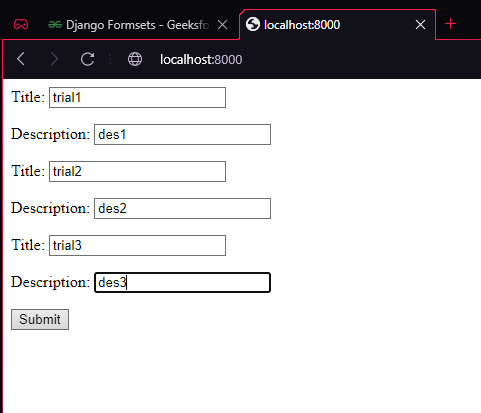 Django Formsets - Geeksfo
localhost:8000
localhost:8000
Title: trial1
Description: des1
Title: trial2
Description: des2
Title: trial3
Description: des3
Submit